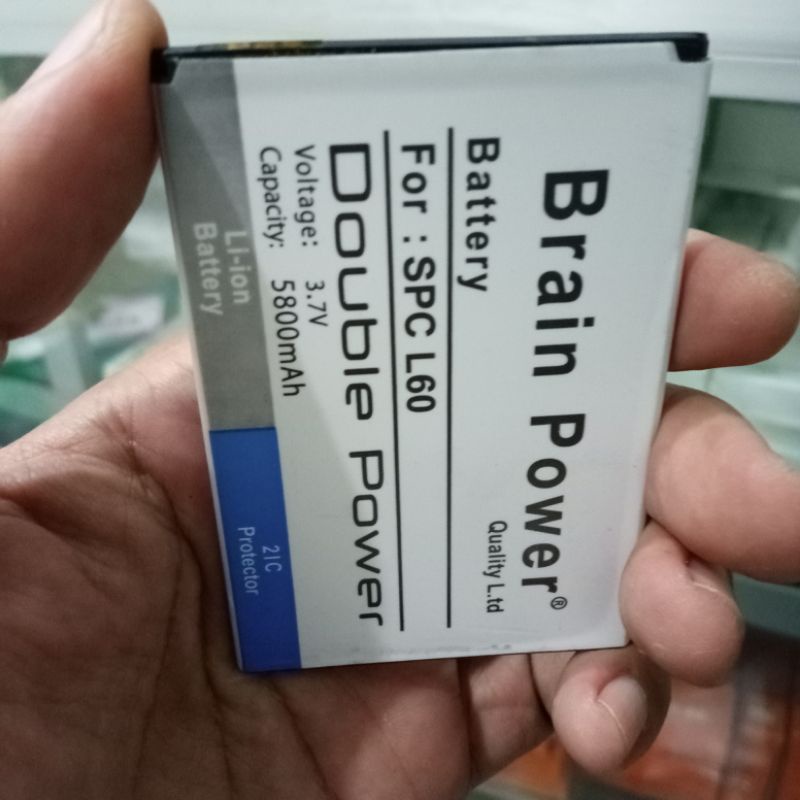 Brain Power®
Quality L.td
Battery
For : SPC L60
Double Power
Voltage: 3.7V
Capacity: 5800mAh
Li-ion
Battery
2IC
Protector